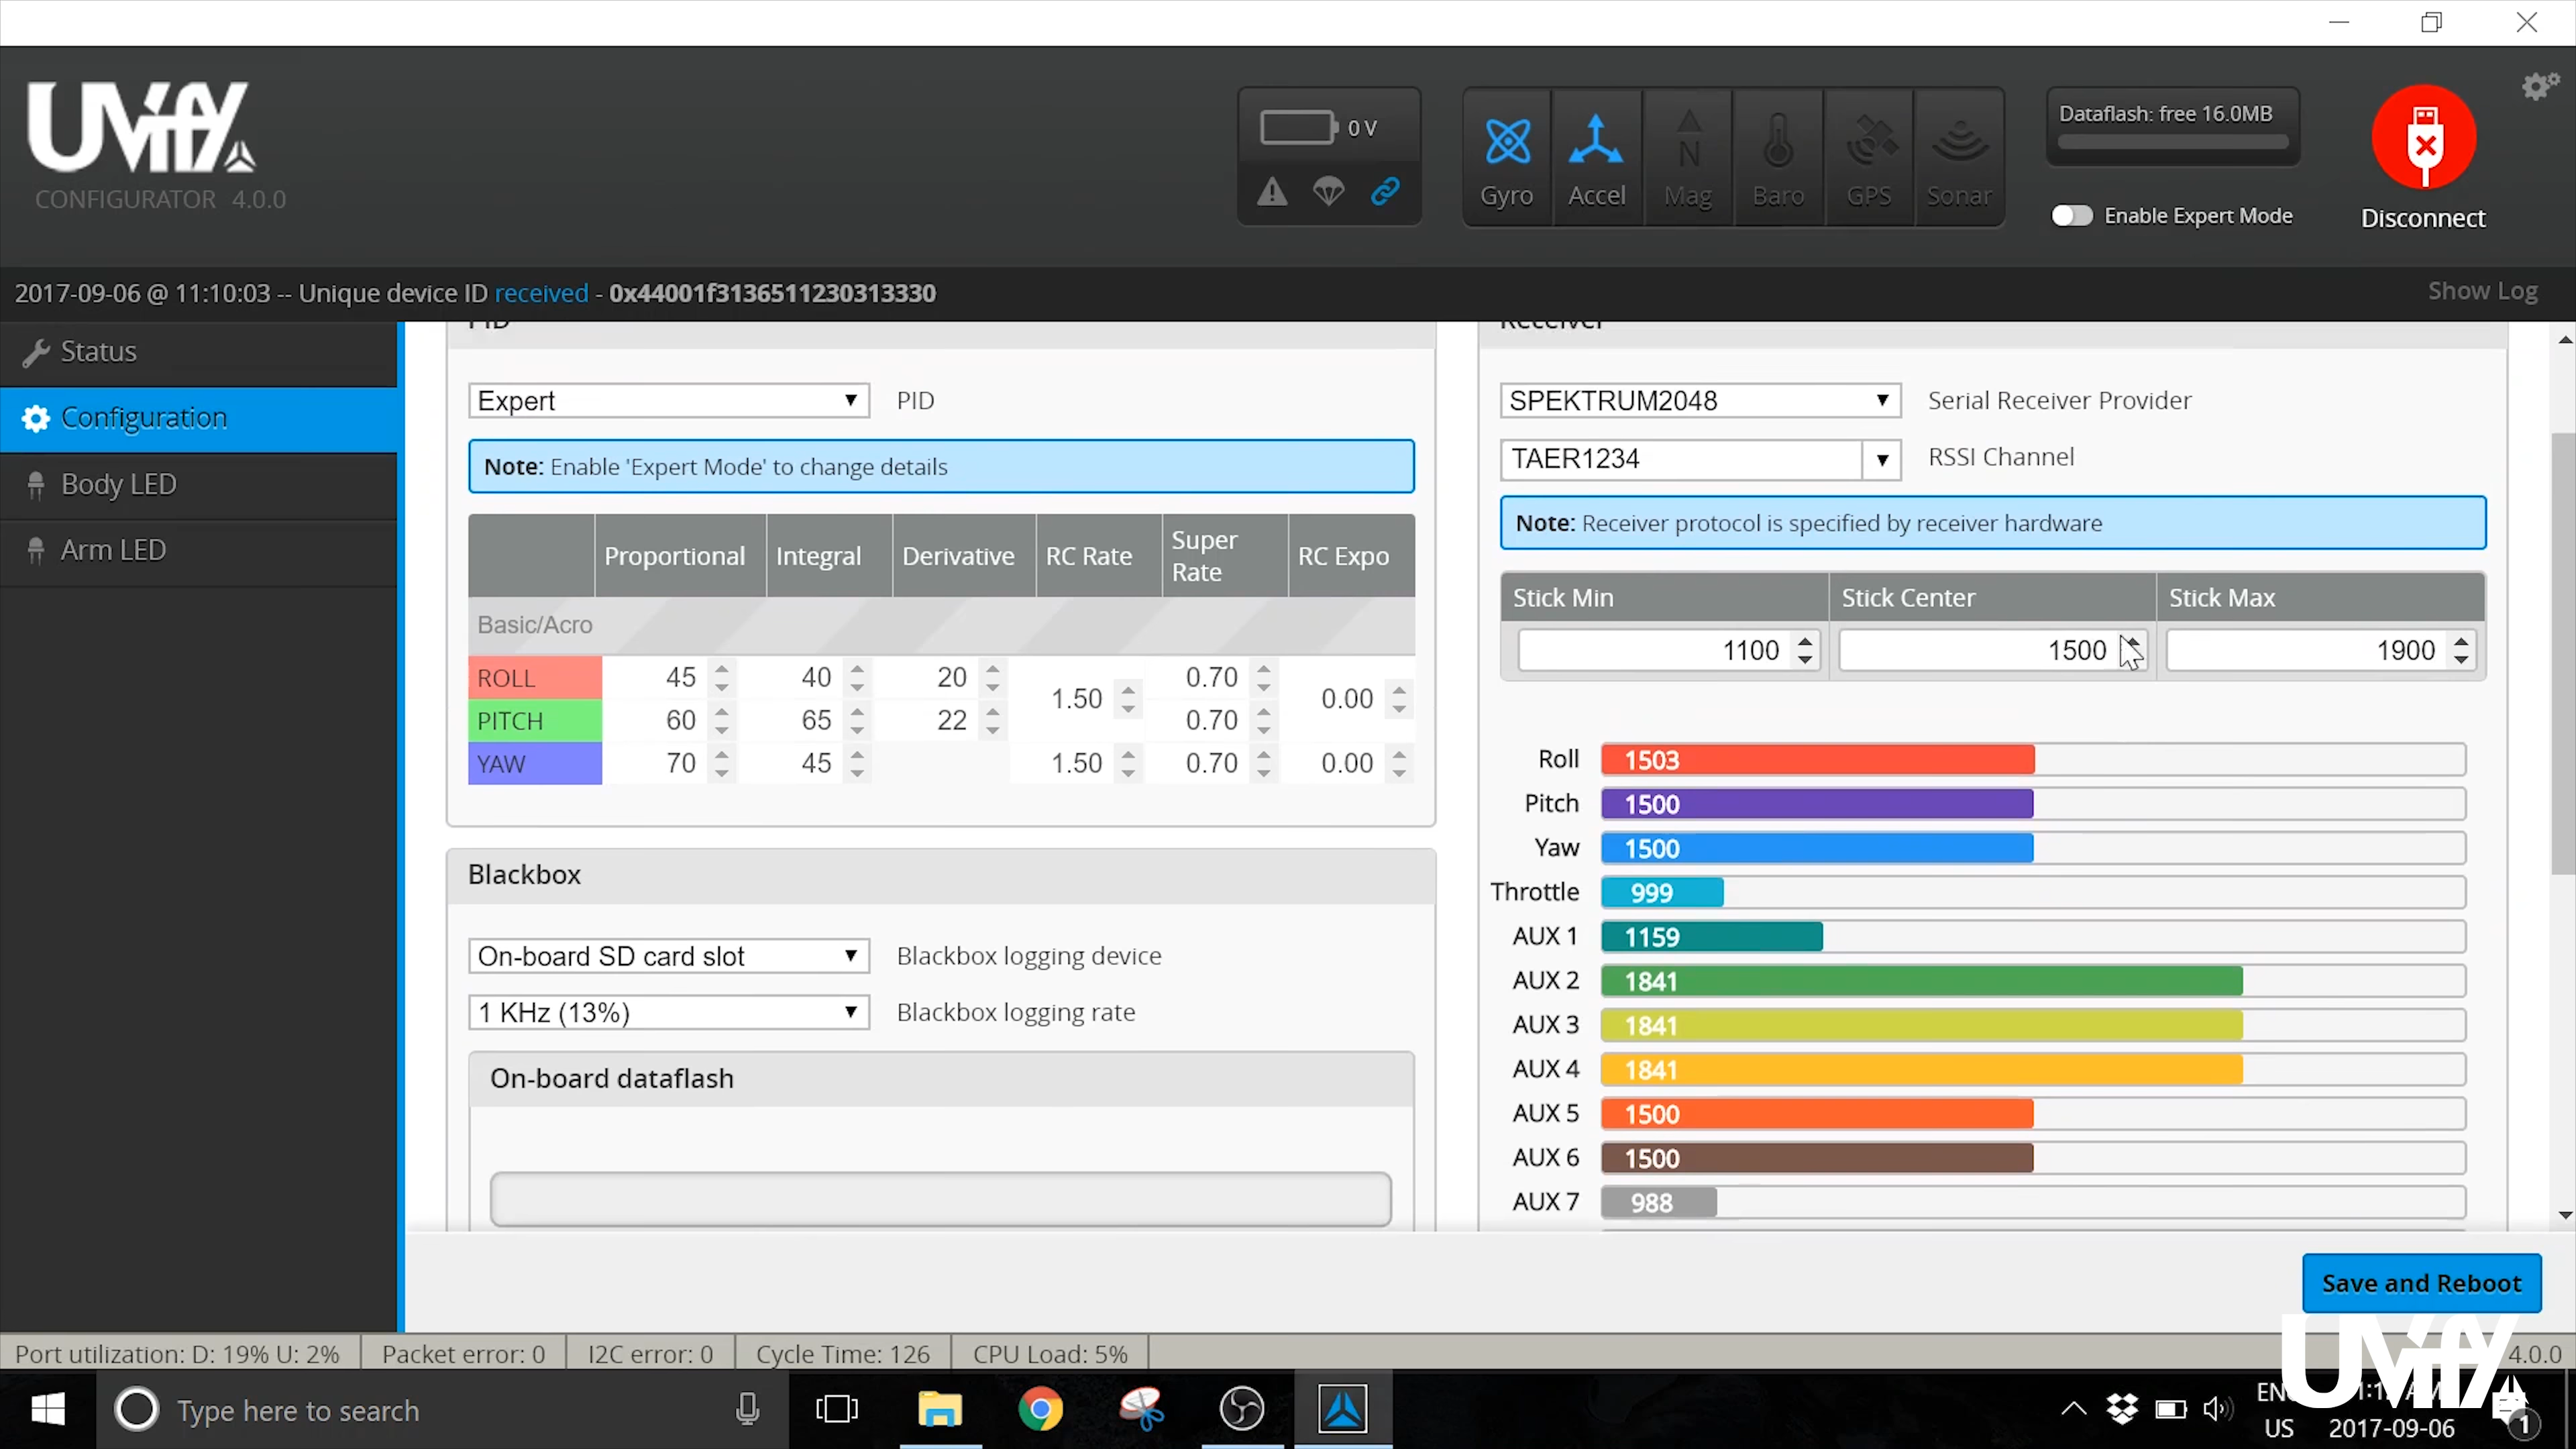 UVify
CONFIGURATOR 4.0.0
0 V
Gyro
Accel
Mag
Baro
GPS
Sonar
Dataflash: free 16.0MB
Enable Expert Mode
Disconnect
2017-09-06 @ 11:10:03 -- Unique device ID received - 0x44001f3136511230313330
Show Log
Status
Configuration
Body LED
Arm LED
PID
Expert
PID
Note: Enable 'Expert Mode' to change details
Proportional Integral Derivative RC Rate Super Rate RC Expo
Basic/Acro
ROLL 45 40 20 1.50 0.70 0.00
PITCH 60 65 22 0.70
YAW 70 45 1.50 0.70 0.00
Blackbox
On-board SD card slot Blackbox logging device
1 KHz (13%) Blackbox logging rate
On-board dataflash
Receiver
SPEKTRUM2048 Serial Receiver Provider
TAER1234 RSSI Channel
Note: Receiver protocol is specified by receiver hardware
Stick Min Stick Center Stick Max
1100 1500 1900
Roll 1503
Pitch 1500
Yaw 1500
Throttle 999
AUX 1 1159
AUX 2 1841
AUX 3 1841
AUX 4 1841
AUX 5 1500
AUX 6 1500
AUX 7 988
Save and Reboot
Port utilization: D: 19% U: 2% Packet error: 0 I2C error: 0 Cycle Time: 126 CPU Load: 5% 4.0.0
UVify
Type here to search
US 2017-09-06
1